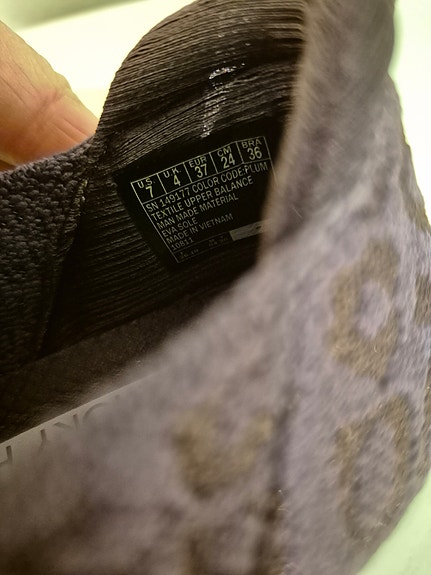 US UK EUR CM BRA
7 4 37 24 36
SN 149177 COLOR CODE:PLUM
TEXTILE UPPER BALANCE
MAN MADE MATERIAL
EVA SOLE
MADE IN VIETNAM
10611